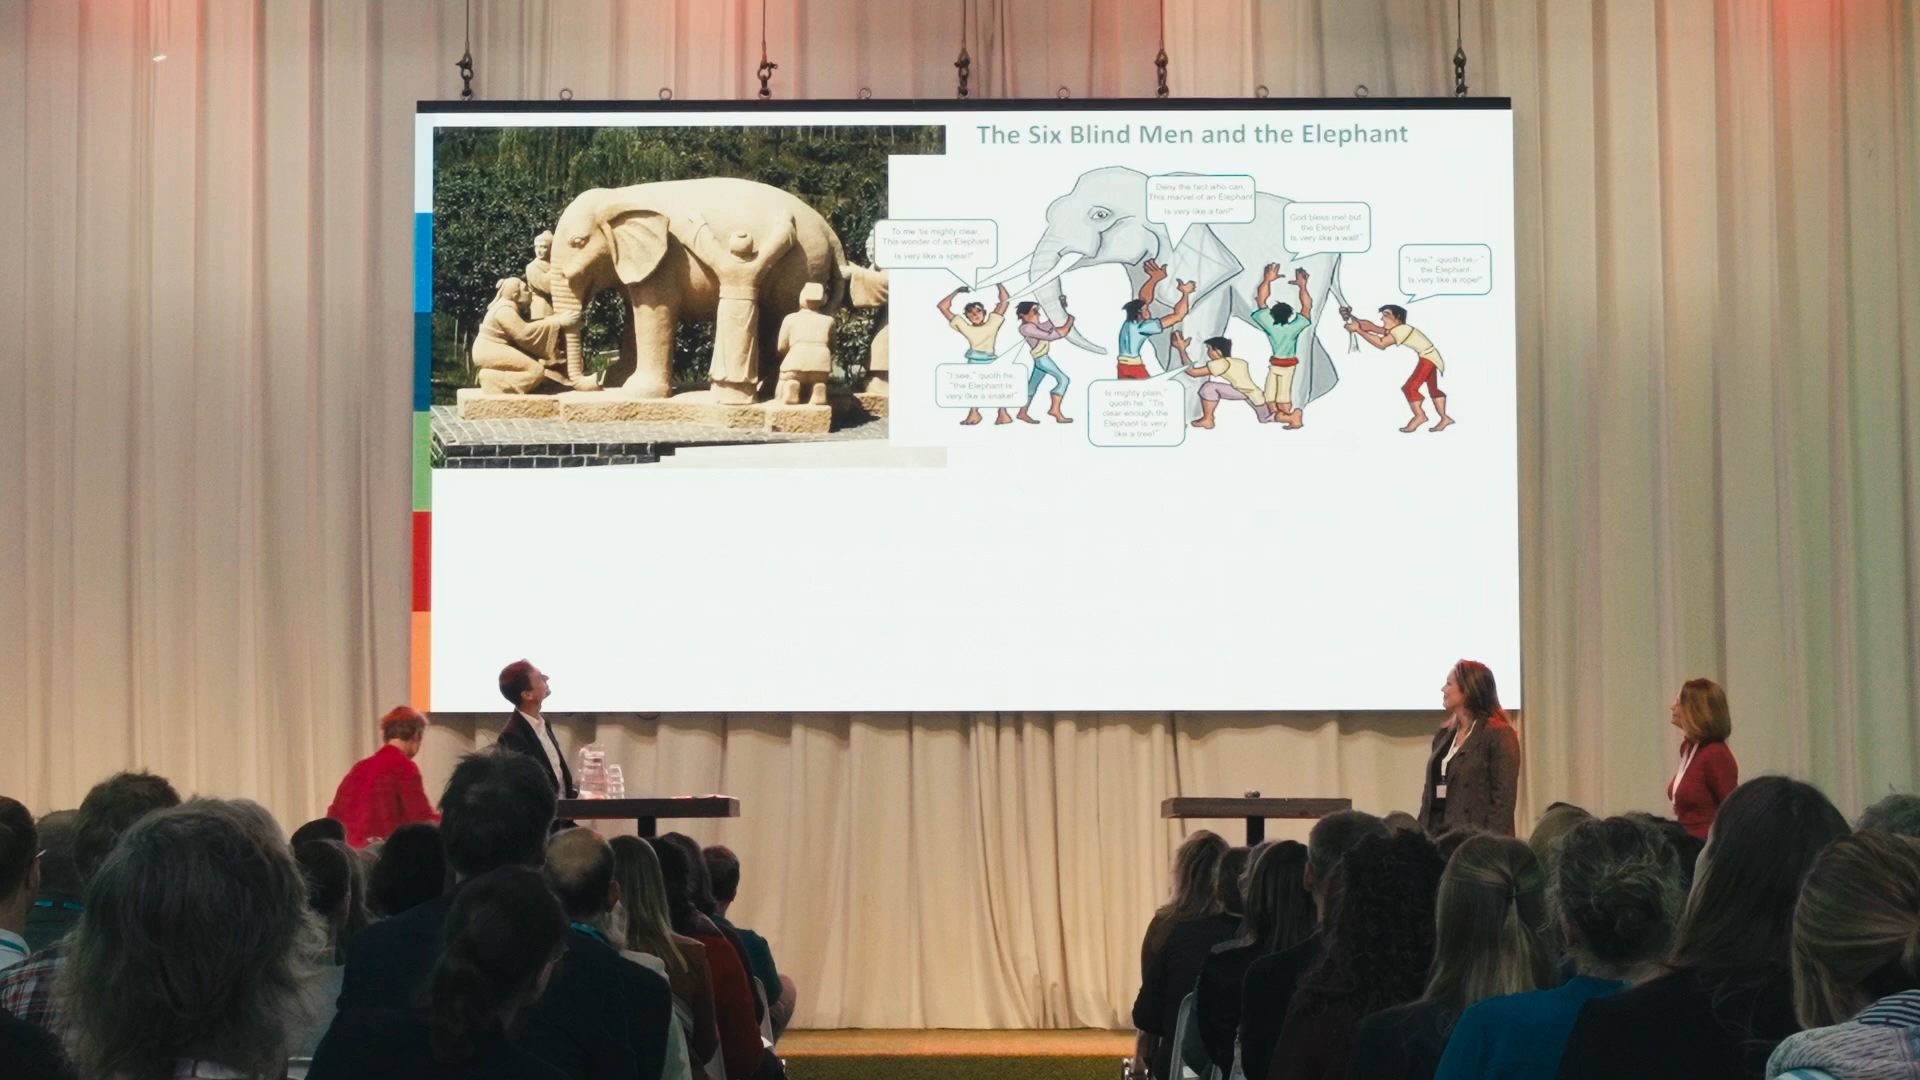 The Six Blind Men and the Elephant
To me 'tis mighty clear,
This wonder of an Elephant
Is very like a spear!"
Deny the fact who can,
This marvel of an Elephant
Is very like a fan!"
God bless me! but
the Elephant
Is very like a wall!"
"I see," -quoth he,- "
the Elephant
Is very like a rope!"
"I see," quoth he,
"the Elephant is
very like a snake!"
Is mighty plain,"
quoth he: "Tis
clear enough the
Elephant is very
like a tree!"